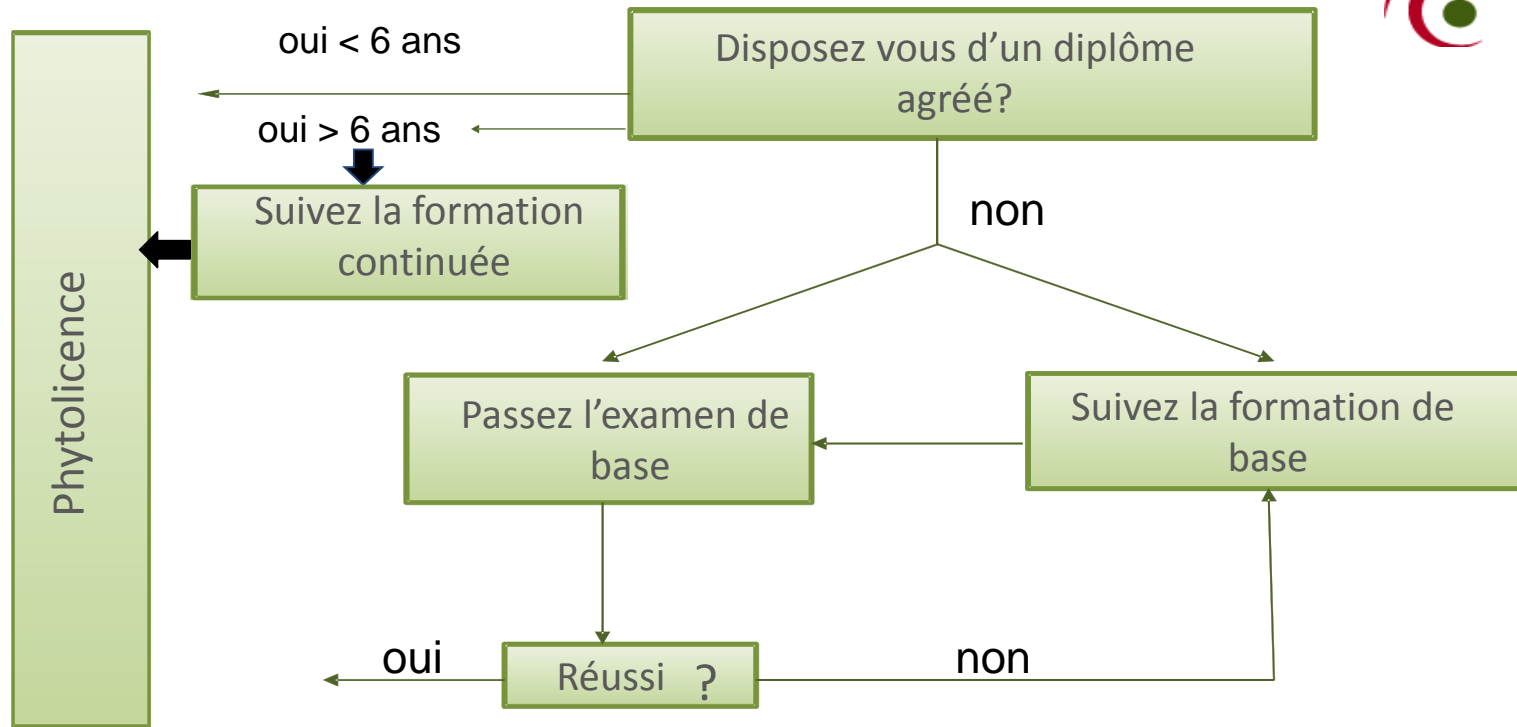 oui < 6 ans
Disposez vous d'un diplôme
agréé?
oui > 6 ans
Suivez la formation
continuée
non
Phytolicence
Passez l'examen de
base
Suivez la formation de
base
oui
Réussi ?
non